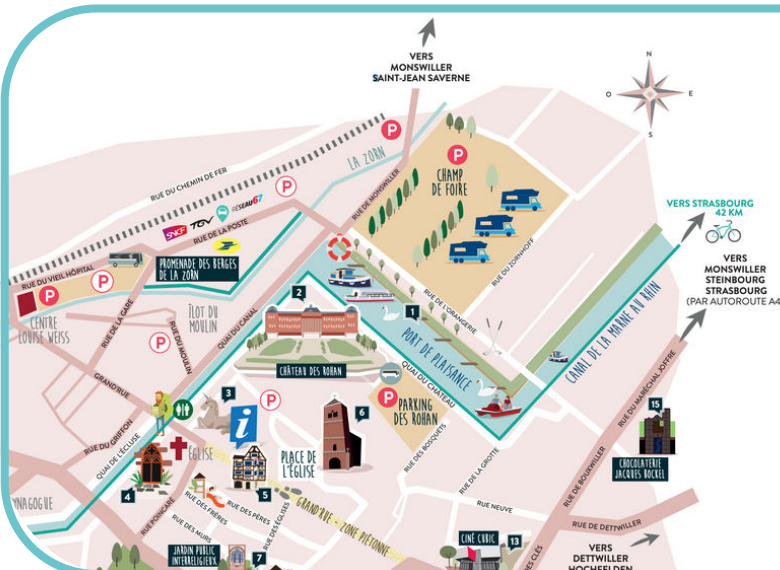 VERS
MONSWILLER
SAINT-JEAN SAVERNE
N
O
E
S
P
LA ZORN
P
CHAMP
DE FOIRE
RUE DU CHEMIN DE FER
P
RUE DE MONSWILLER
SNCF
TGV
RÉSEAU67
RUE DE LA POSTE
VERS STRASBOURG
42 KM
VERS
MONSWILLER
STEINBOURG
STRASBOURG
(PAR AUTOROUTE A4
PROMENADE DES BERGES
DE LA ZORN
RUE DU VIEIL HÔPITAL
P
P
RUE DU ZORNHOFF
CENTRE
LOUISE WEISS
RUE DE LA GARE
ÎLOT DU
MOULIN
RUE DU MOULIN
QUAI DU CANAL
2
1
RUE DE L'ORANGERIE
PORT DE PLAISANCE
CANAL DE LA MARNE AU RHIN
P
CHÂTEAU DES ROHAN
QUAI DU CHÂTEAU
GRAND'RUE
P
PARKING
DES ROHAN
RUE DU MARÉCHAL JOFFRE
3
P
i
6
15
RUE DU GRIFFON
QUAI DE L'ÉCLUSE
ÉGLISE
PLACE DE
L'ÉGLISE
RUE DES BOSQUETS
RUE DE LA GROTTE
CHOCOLATERIE
JACQUES BOCKEL
RUE DE BOUXWILLER
4
5
YNAGOGUE
RUE POINCARÉ
RUE DES FRÈRES
RUE DES PÈRES
RUE DES ÉGLISES
RUE DES MURS
GRAND'RUE - ZONE PIÉTONNE
RUE NEUVE
RUE DE DETTWILLER
CINÉ CUBIC
13
ES CLÉS
JARDIN PUBLIC
INTERRELIGIEUX
7
VERS
DETTWILLER
HOCHFELDEN